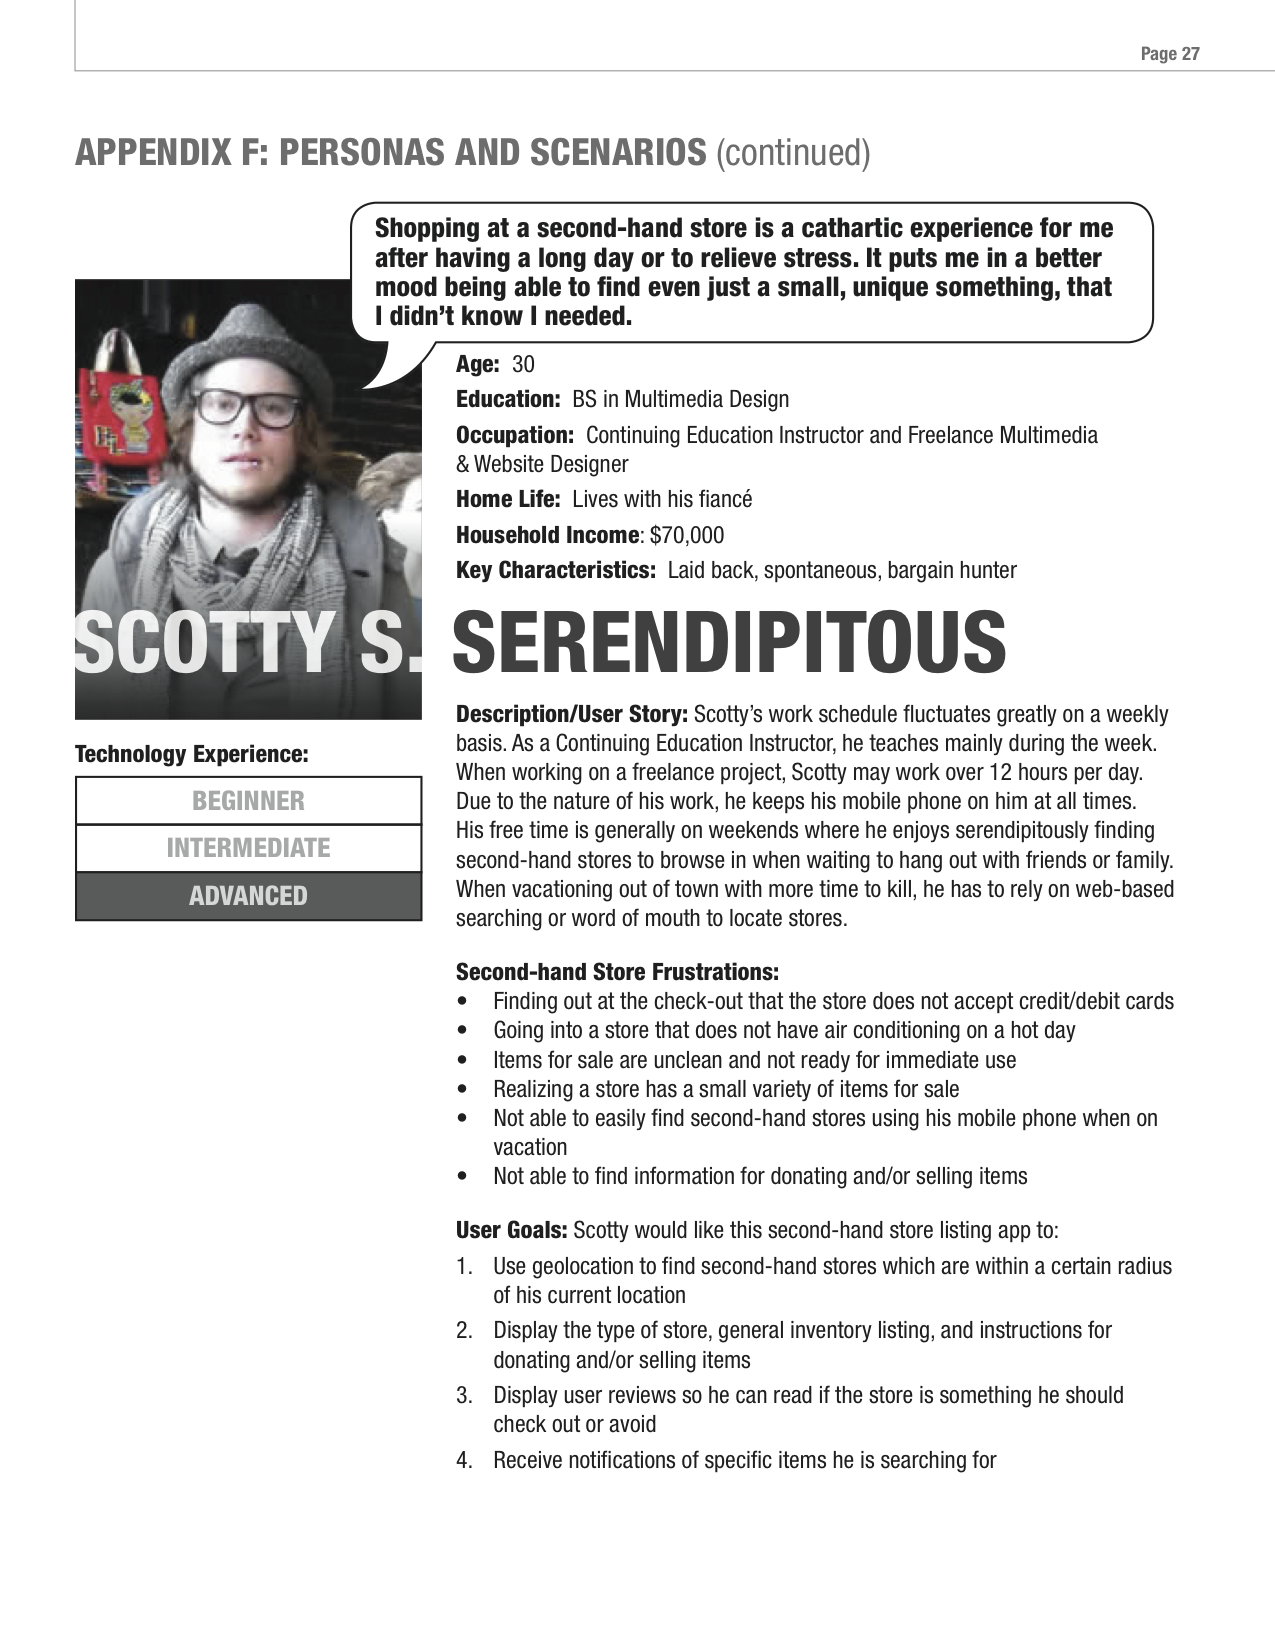 Page 27
APPENDIX F: PERSONAS AND SCENARIOS (continued)
Shopping at a second-hand store is a cathartic experience for me
after having a long day or to relieve stress. It puts me in a better
mood being able to find even just a small, unique something, that
I didn’t know I needed.
Age: 30
Education: BS in Multimedia Design
Occupation: Continuing Education Instructor and Freelance Multimedia
& Website Designer
Home Life: Lives with his fiancé
Household Income: $70,000
Key Characteristics: Laid back, spontaneous, bargain hunter
SCOTTY S. SERENDIPITOUS
Technology Experience:
BEGINNER
INTERMEDIATE
ADVANCED
Description/User Story: Scotty’s work schedule fluctuates greatly on a weekly
basis. As a Continuing Education Instructor, he teaches mainly during the week.
When working on a freelance project, Scotty may work over 12 hours per day.
Due to the nature of his work, he keeps his mobile phone on him at all times.
His free time is generally on weekends where he enjoys serendipitously finding
second-hand stores to browse in when waiting to hang out with friends or family.
When vacationing out of town with more time to kill, he has to rely on web-based
searching or word of mouth to locate stores.
Second-hand Store Frustrations:
• Finding out at the check-out that the store does not accept credit/debit cards
• Going into a store that does not have air conditioning on a hot day
• Items for sale are unclean and not ready for immediate use
• Realizing a store has a small variety of items for sale
• Not able to easily find second-hand stores using his mobile phone when on
vacation
• Not able to find information for donating and/or selling items
User Goals: Scotty would like this second-hand store listing app to:
1. Use geolocation to find second-hand stores which are within a certain radius
of his current location
2. Display the type of store, general inventory listing, and instructions for
donating and/or selling items
3. Display user reviews so he can read if the store is something he should
check out or avoid
4. Receive notifications of specific items he is searching for